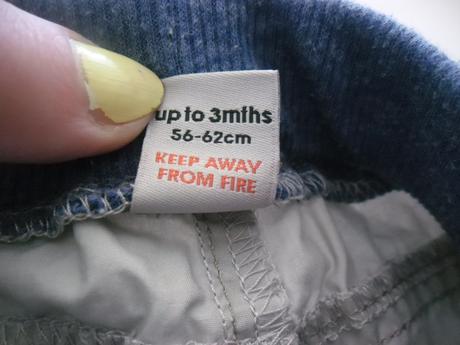 up to 3mths
56-62cm
KEEP AWAY
FROM FIRE